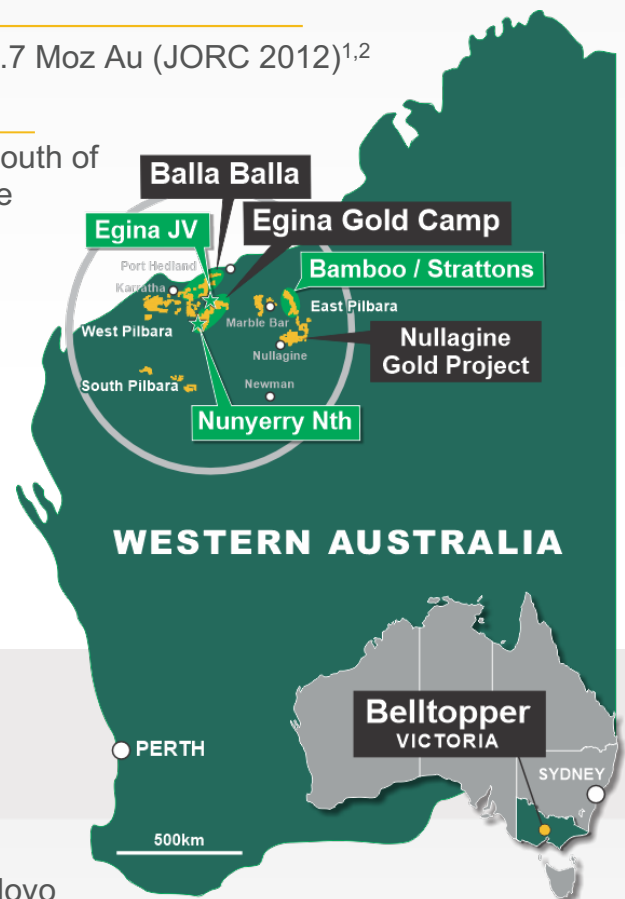 .7 Moz Au (JORC 2012)1,2
outh of
e
Balla Balla
Egina JV
Egina Gold Camp
Port Hedland
Bamboo / Strattons
Karratha
East Pilbara
West Pilbara
Marble Bar
Nullagine
Gold Project
Nullagine
South Pilbara
Newman
Nunyerry Nth
WESTERN AUSTRALIA
Belltopper
VICTORIA
PERTH
SYDNEY
500km